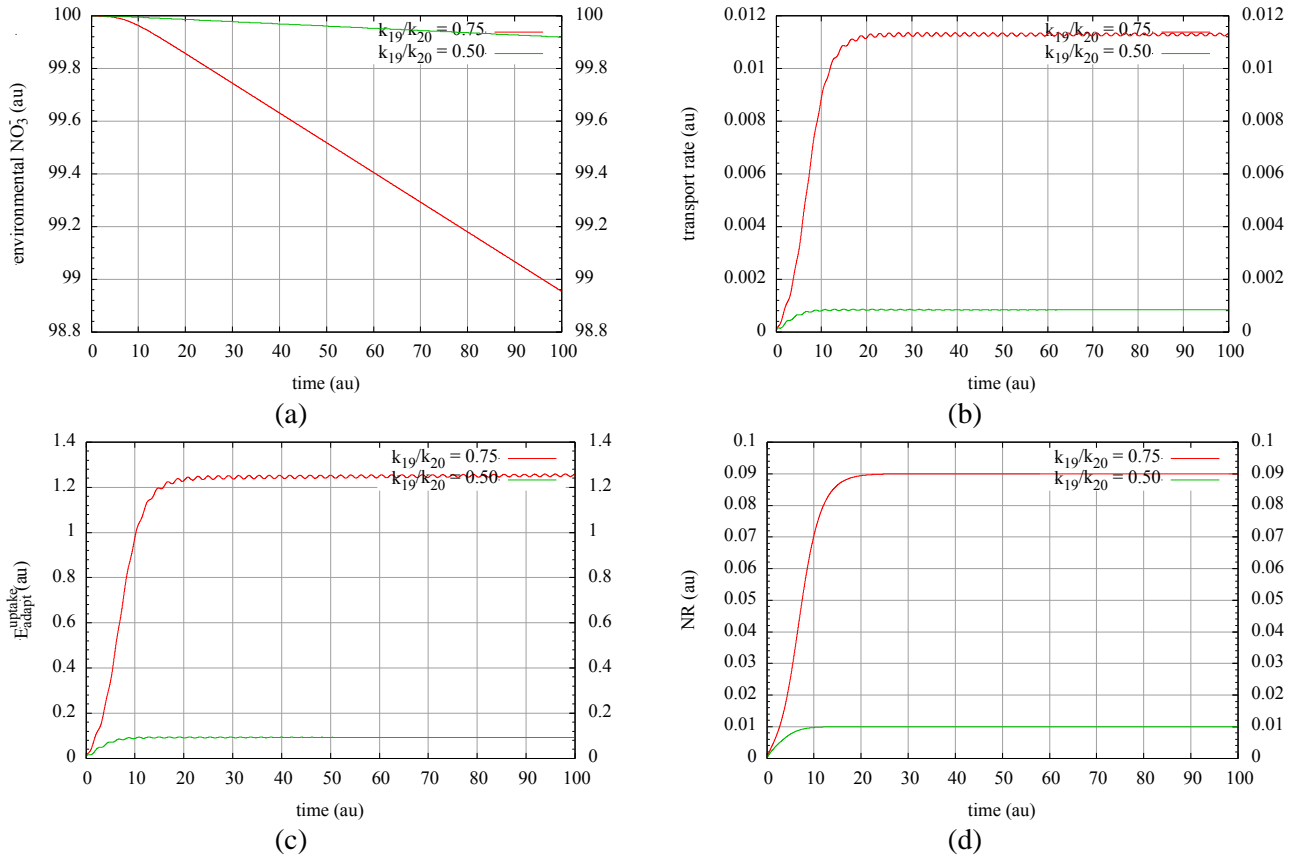 100
99.8
99.6
99.4
99.2
99
98.8
environmental NO₃⁻ (au)
k₁₉/k₂₀ = 0.75
k₁₉/k₂₀ = 0.50
100
99.8
99.6
99.4
99.2
99
98.8
0 10 20 30 40 50 60 70 80 90 100
time (au)
(a)
0.012
0.01
0.008
0.006
0.004
0.002
0
transport rate (au)
k₁₉/k₂₀ = 0.75
k₁₉/k₂₀ = 0.50
0.012
0.01
0.008
0.006
0.004
0.002
0
0 10 20 30 40 50 60 70 80 90 100
time (au)
(b)
1.4
1.2
1
0.8
0.6
0.4
0.2
0
E uptake adapt (au)
k₁₉/k₂₀ = 0.75
k₁₉/k₂₀ = 0.50
1.4
1.2
1
0.8
0.6
0.4
0.2
0
0 10 20 30 40 50 60 70 80 90 100
time (au)
(c)
0.1
0.09
0.08
0.07
0.06
0.05
0.04
0.03
0.02
0.01
0
NR (au)
k₁₉/k₂₀ = 0.75
k₁₉/k₂₀ = 0.50
0.1
0.09
0.08
0.07
0.06
0.05
0.04
0.03
0.02
0.01
0
0 10 20 30 40 50 60 70 80 90 100
time (au)
(d)